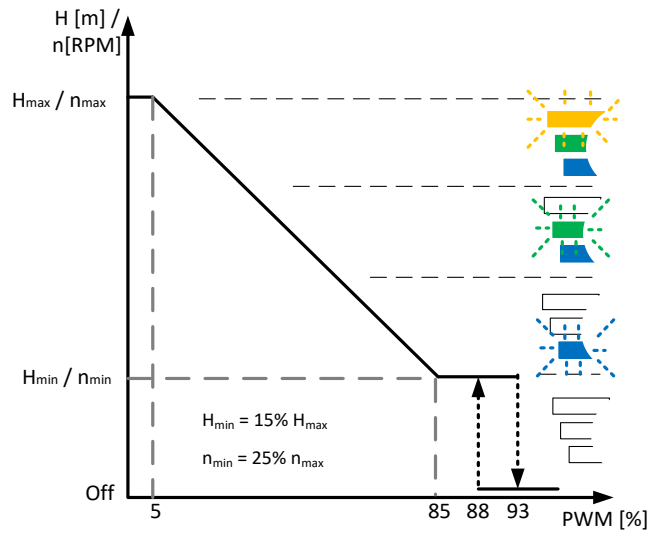 H [m] /
n[RPM]
Hmax / nmax
Hmin / nmin
Hmin = 15% Hmax
nmin = 25% nmax
Off
5
85
88
93
PWM [%]